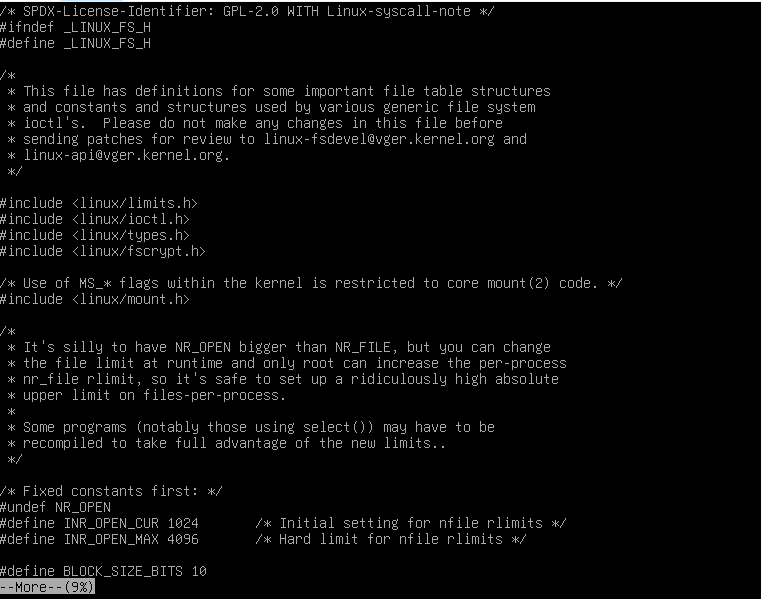 /* SPDX-License-Identifier: GPL-2.0 WITH Linux-syscall-note */
#ifndef _LINUX_FS_H
#define _LINUX_FS_H

/*
 * This file has definitions for some important file table structures
 * and constants and structures used by various generic file system
 * ioctl's.  Please do not make any changes in this file before
 * sending patches for review to linux-fsdevel@vger.kernel.org and
 * linux-api@vger.kernel.org.
 */

#include <linux/limits.h>
#include <linux/ioctl.h>
#include <linux/types.h>
#include <linux/fscrypt.h>

/* Use of MS_* flags within the kernel is restricted to core mount(2) code. */
#include <linux/mount.h>

/*
 * It's silly to have NR_OPEN bigger than NR_FILE, but you can change
 * the file limit at runtime and only root can increase the per-process
 * nr_file rlimit, so it's safe to set up a ridiculously high absolute
 * upper limit on files-per-process.
 *
 * Some programs (notably those using select()) may have to be
 * recompiled to take full advantage of the new limits..
 */

/* Fixed constants first: */
#undef NR_OPEN
#define INR_OPEN_CUR 1024       /* Initial setting for nfile rlimits */
#define INR_OPEN_MAX 4096       /* Hard limit for nfile rlimits */

#define BLOCK_SIZE_BITS 10
--More--(9%)